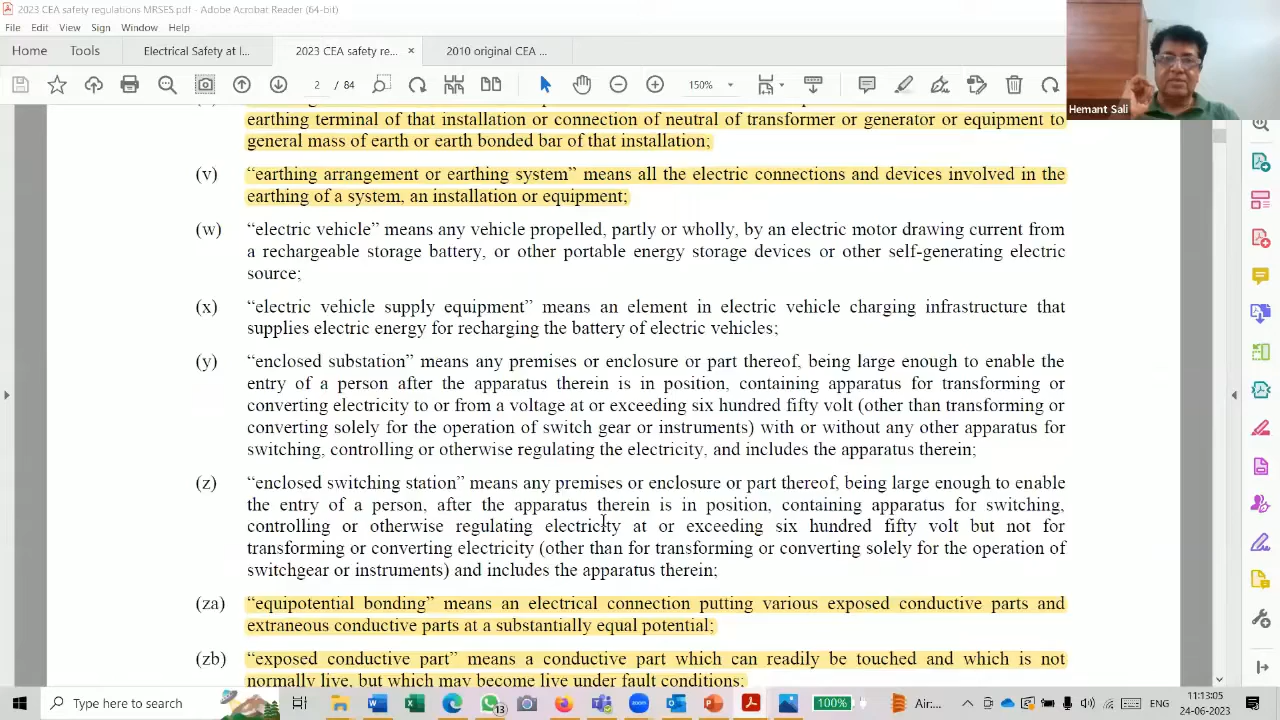 2023 CEA safety regulations MRSES.pdf - Adobe Acrobat Reader (64-bit)
File Edit View Sign Window Help
Home Tools Electrical Safety at I... 2023 CEA safety re... × 2010 original CEA ...
2 / 84 150%
Hemant Sali
earthing terminal of that installation or connection of neutral of transformer or generator or equipment to
general mass of earth or earth bonded bar of that installation;
(v) “earthing arrangement or earthing system” means all the electric connections and devices involved in the
earthing of a system, an installation or equipment;
(w) “electric vehicle” means any vehicle propelled, partly or wholly, by an electric motor drawing current from
a rechargeable storage battery, or other portable energy storage devices or other self-generating electric
source;
(x) “electric vehicle supply equipment” means an element in electric vehicle charging infrastructure that
supplies electric energy for recharging the battery of electric vehicles;
(y) “enclosed substation” means any premises or enclosure or part thereof, being large enough to enable the
entry of a person after the apparatus therein is in position, containing apparatus for transforming or
converting electricity to or from a voltage at or exceeding six hundred fifty volt (other than transforming or
converting solely for the operation of switch gear or instruments) with or without any other apparatus for
switching, controlling or otherwise regulating the electricity, and includes the apparatus therein;
(z) “enclosed switching station” means any premises or enclosure or part thereof, being large enough to enable
the entry of a person, after the apparatus therein is in position, containing apparatus for switching,
controlling or otherwise regulating electricity at or exceeding six hundred fifty volt but not for
transforming or converting electricity (other than for transforming or converting solely for the operation of
switchgear or instruments) and includes the apparatus therein;
(za) “equipotential bonding” means an electrical connection putting various exposed conductive parts and
extraneous conductive parts at a substantially equal potential;
(zb) “exposed conductive part” means a conductive part which can readily be touched and which is not
normally live, but which may become live under fault conditions;
Type here to search 13 zoom 100% Air... ENG 11:13:05
24-06-2023